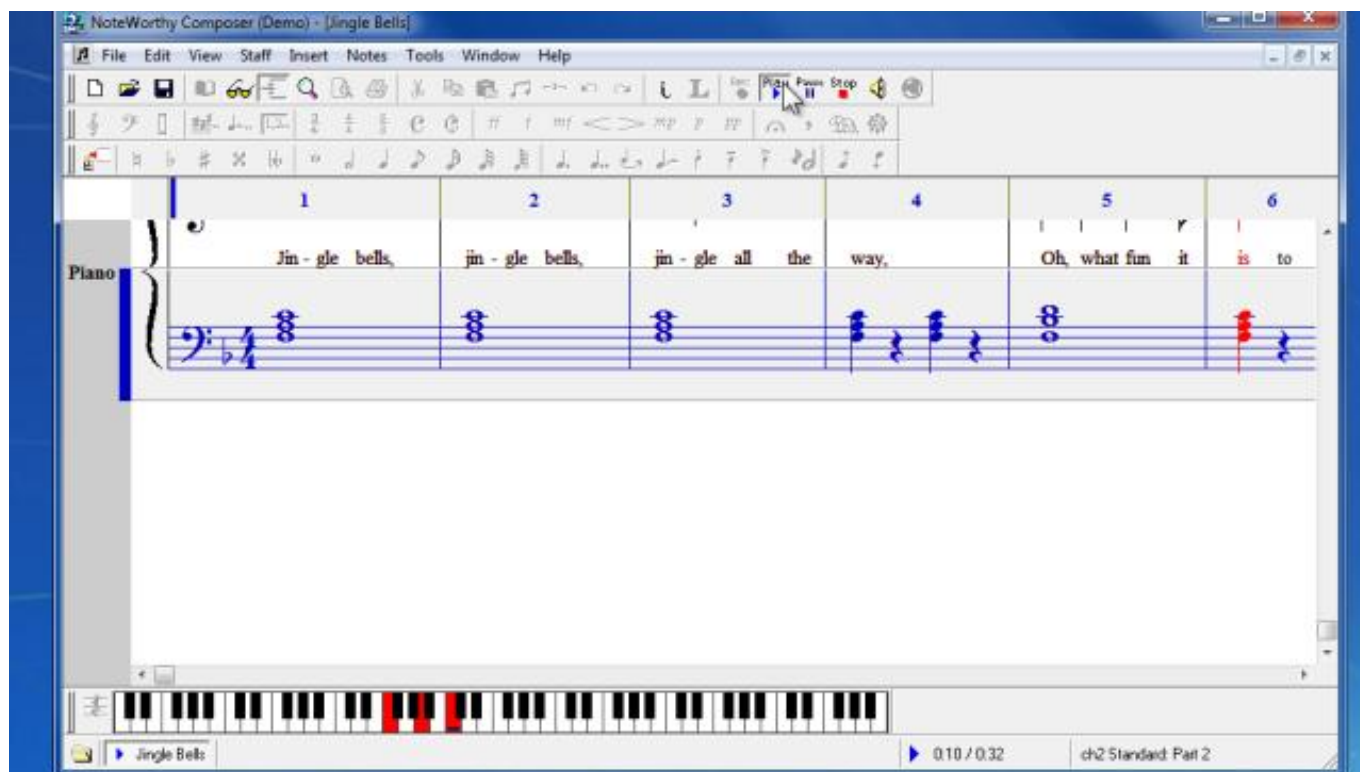 NoteWorthy Composer (Demo) - [Jingle Bells]
File Edit View Staff Insert Notes Tools Window Help
Play Pause Stop
1 2 3 4 5 6
Jin - gle bells, jin - gle bells, jin - gle all the way, Oh, what fun it is to
Piano
Jingle Bells 0:10 / 0:32 ch2 Standard: Part 2